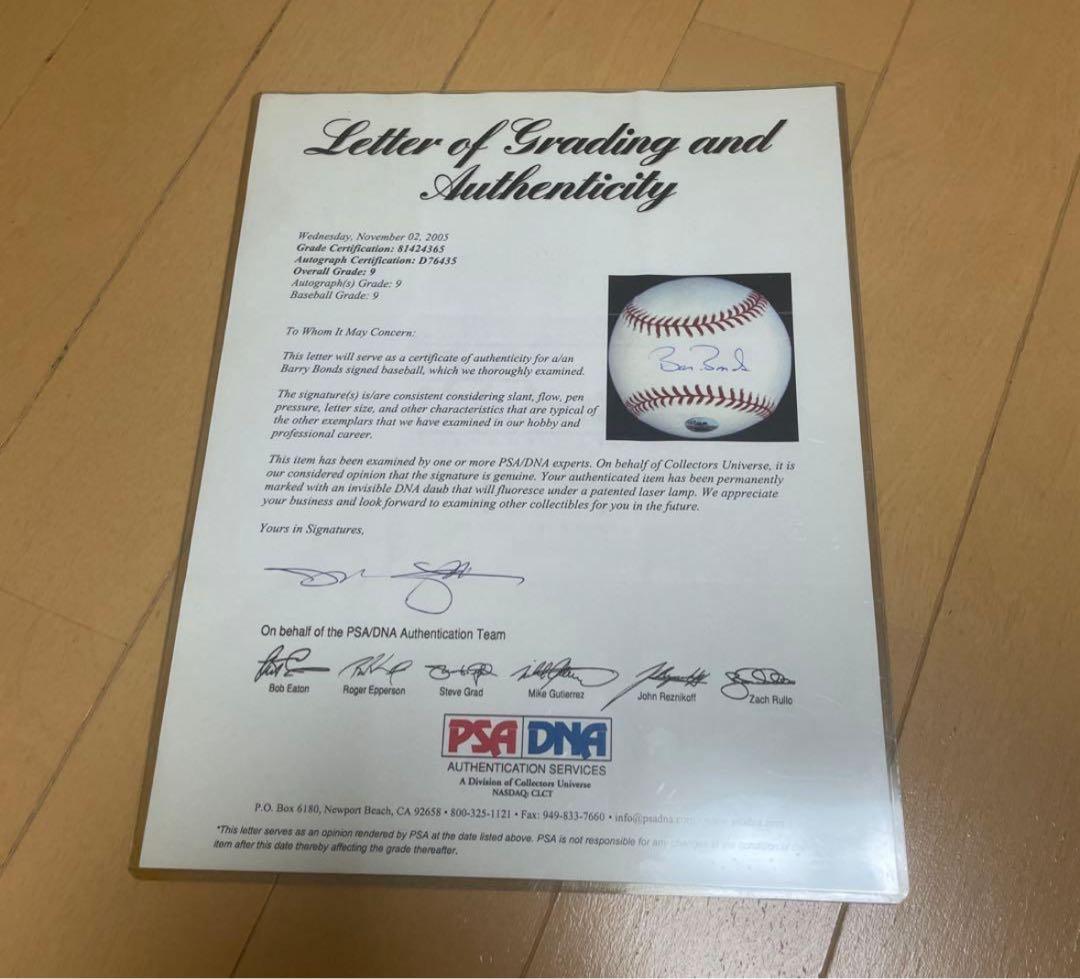 Letter of Grading and
Authenticity
Wednesday, November 02, 2005
Grade Certification: 81424365
Autograph Certification: D76435
Overall Grade: 9
Autograph(s) Grade: 9
Baseball Grade: 9
To Whom It May Concern:
This letter will serve as a certificate of authenticity for a/an
Barry Bonds signed baseball, which we thoroughly examined.
The signature(s) is/are consistent considering slant, flow, pen
pressure, letter size, and other characteristics that are typical of
the other exemplars that we have examined in our hobby and
professional career.
This item has been examined by one or more PSA/DNA experts. On behalf of Collectors Universe, it is
our considered opinion that the signature is genuine. Your authenticated item has been permanently
marked with an invisible DNA daub that will fluoresce under a patented laser lamp. We appreciate
your business and look forward to examining other collectibles for you in the future.
Yours in Signatures,
On behalf of the PSA/DNA Authentication Team
Bob Eaton Roger Epperson Steve Grad Mike Gutierrez John Reznikoff Zach Rullo
PSA DNA
AUTHENTICATION SERVICES
A Division of Collectors Universe
NASDAQ: CLCT
P.O. Box 6180, Newport Beach, CA 92658 • 800-325-1121 • Fax: 949-833-7660 • info@psadna.com
*This letter serves as an opinion rendered by PSA at the date listed above. PSA is not responsible for any changes in the condition of
item after this date thereby affecting the grade thereafter.